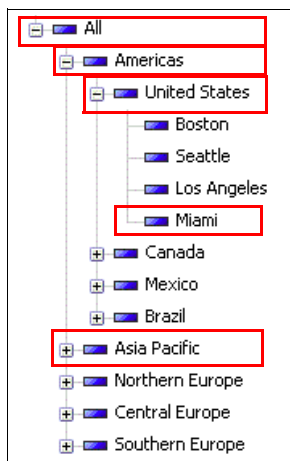 All
Americas
United States
Boston
Seattle
Los Angeles
Miami
Canada
Mexico
Brazil
Asia Pacific
Northern Europe
Central Europe
Southern Europe